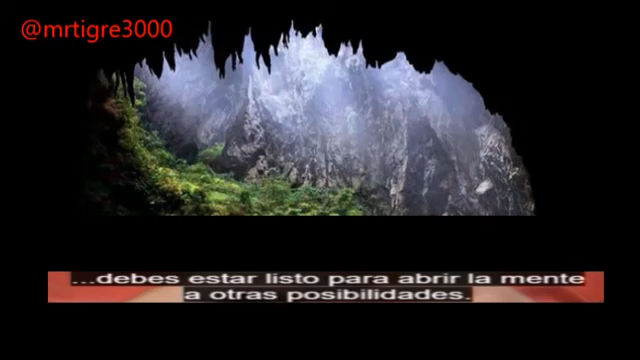 @mrtigre3000
...debes estar listo para abrir la mente
a otras posibilidades.